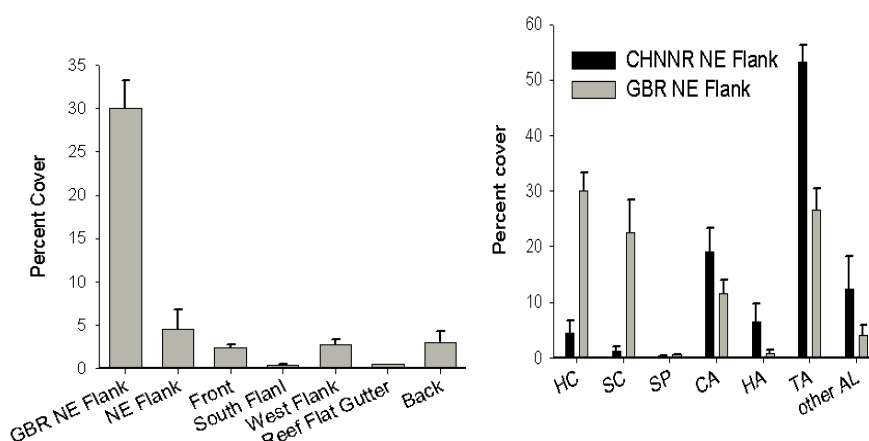 Percent Cover
35
30
25
20
15
10
5
0
GBR NE Flank
NE Flank
Front
South Flanl
West Flank
Reef Flat Gutter
Back
Percent cover
60
50
40
30
20
10
0
CHNNR NE Flank
GBR NE Flank
HC
SC
SP
CA
HA
TA
other AL